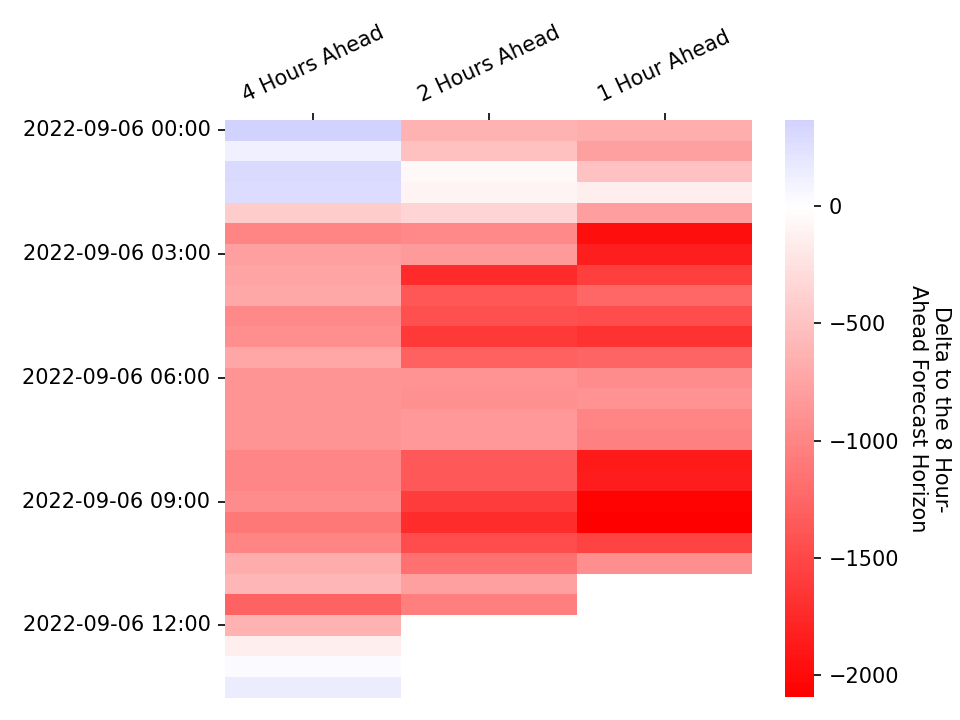 4 Hours Ahead
2 Hours Ahead
1 Hour Ahead
2022-09-06 00:00
2022-09-06 03:00
2022-09-06 06:00
2022-09-06 09:00
2022-09-06 12:00
0
−500
−1000
−1500
−2000
Delta to the 8 Hour-
Ahead Forecast Horizon